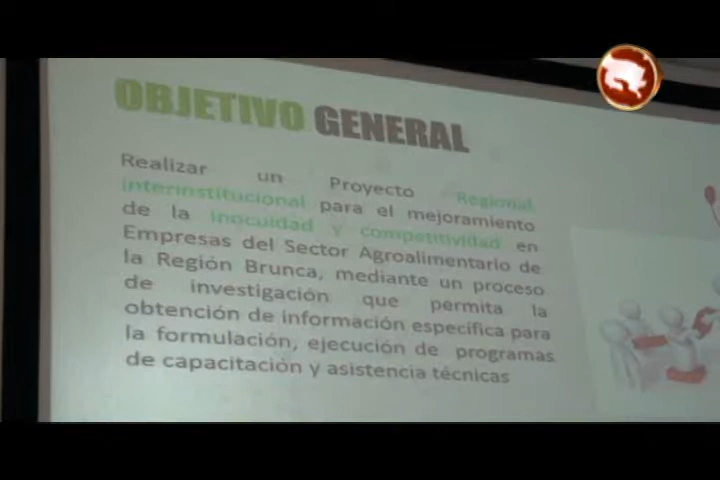 OBJETIVO GENERAL
Realizar un Proyecto Regional,
interinstitucional para el mejoramiento
de la inocuidad y competitividad en
Empresas del Sector Agroalimentario de
la Región Brunca, mediante un proceso
de investigación que permita la
obtención de información especifica para
la formulación, ejecución de programas
de capacitación y asistencia técnicas